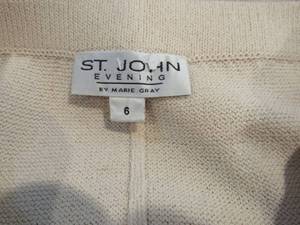 ST. JOHN
EVENING
BY MARIE GRAY
6